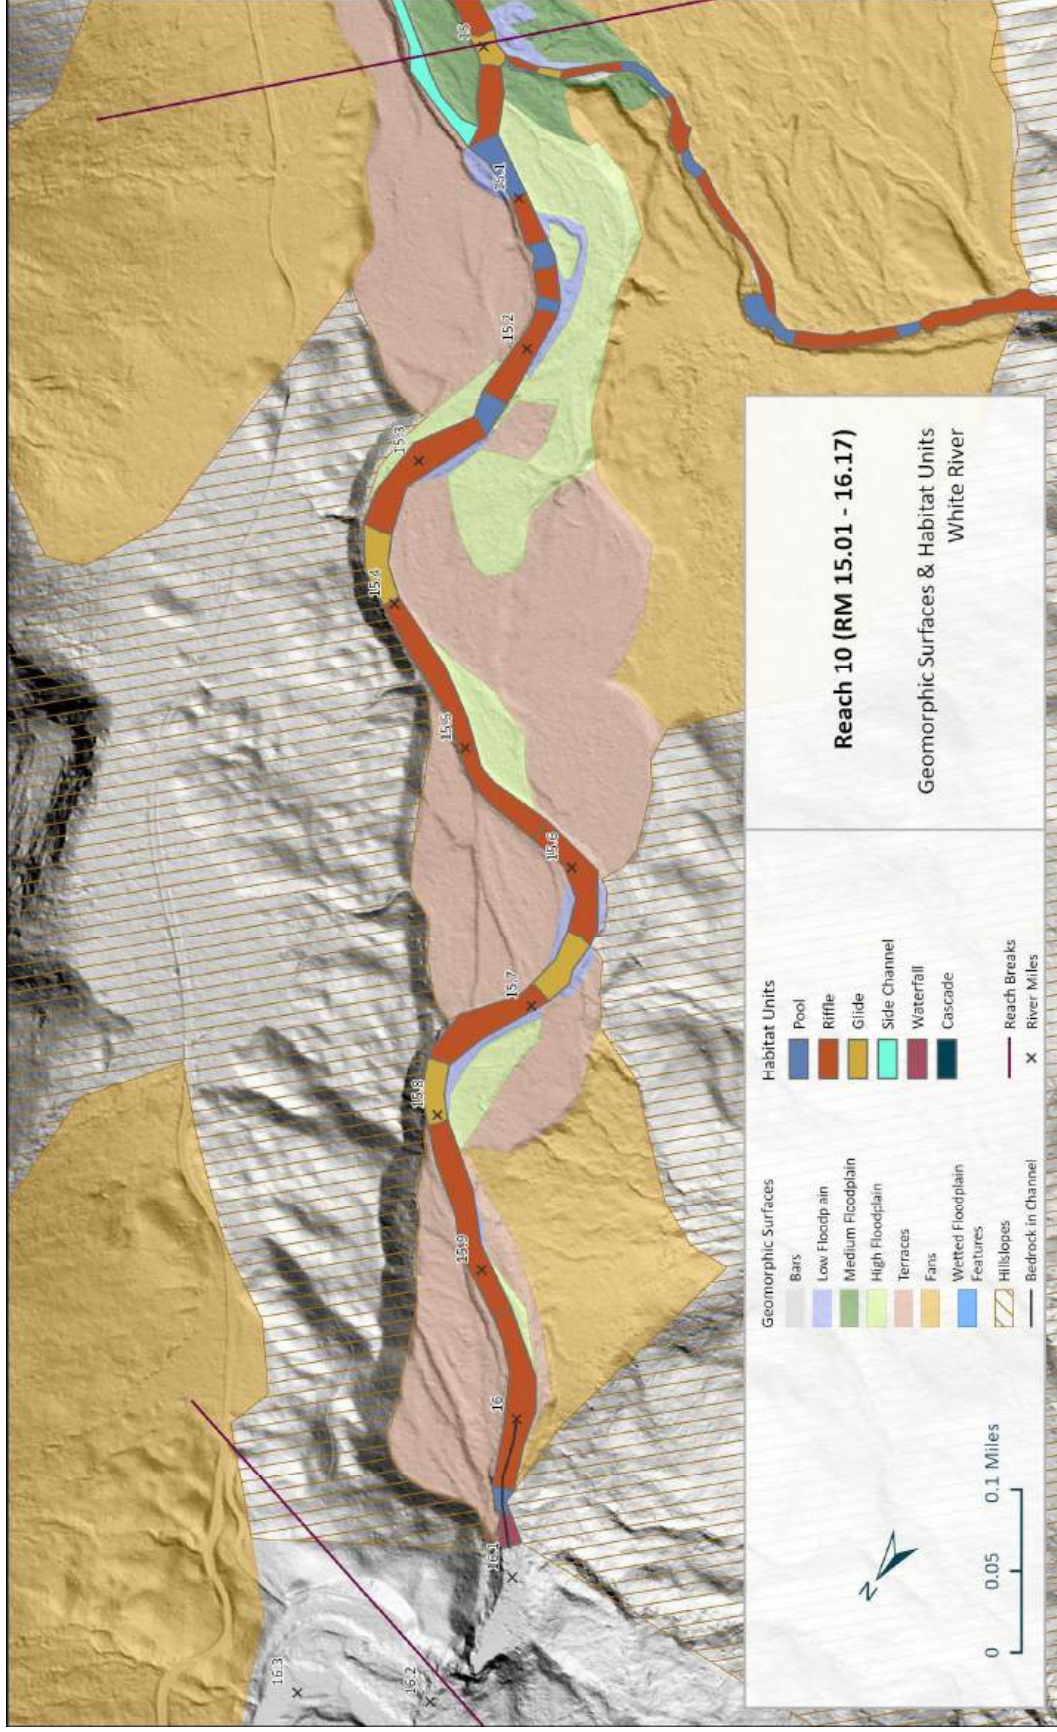 15
15.1
15.2
15.3
15.4
15.5
15.6
15.7
15.8
15.9
16
16.1
16.2
16.3
Reach 10 (RM 15.01 - 16.17)
Geomorphic Surfaces & Habitat Units
White River
Geomorphic Surfaces
Bars
Low Floodp ain
Medium Floodplain
High Floodplain
Terraces
Fans
Wetted Floodplain
Features
Hillslopes
Bedrock in Channel
Habitat Units
Pool
Riffle
Glide
Side Channel
Waterfall
Cascade
Reach Breaks
River Miles
N
0 0.05 0.1 Miles